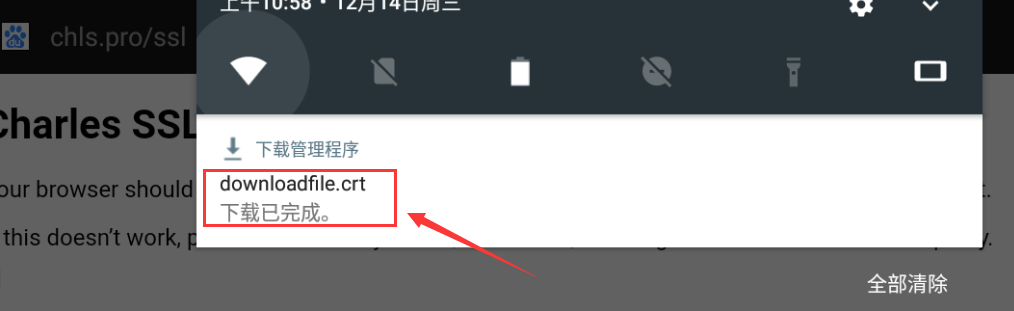 上午10:58 • 12月14日周三
du
chls.pro/ssl
Charles SSL
下载管理程序
downloadfile.crt
our browser should
t.
下载已完成。
this doesn't work, p
y.
全部清除